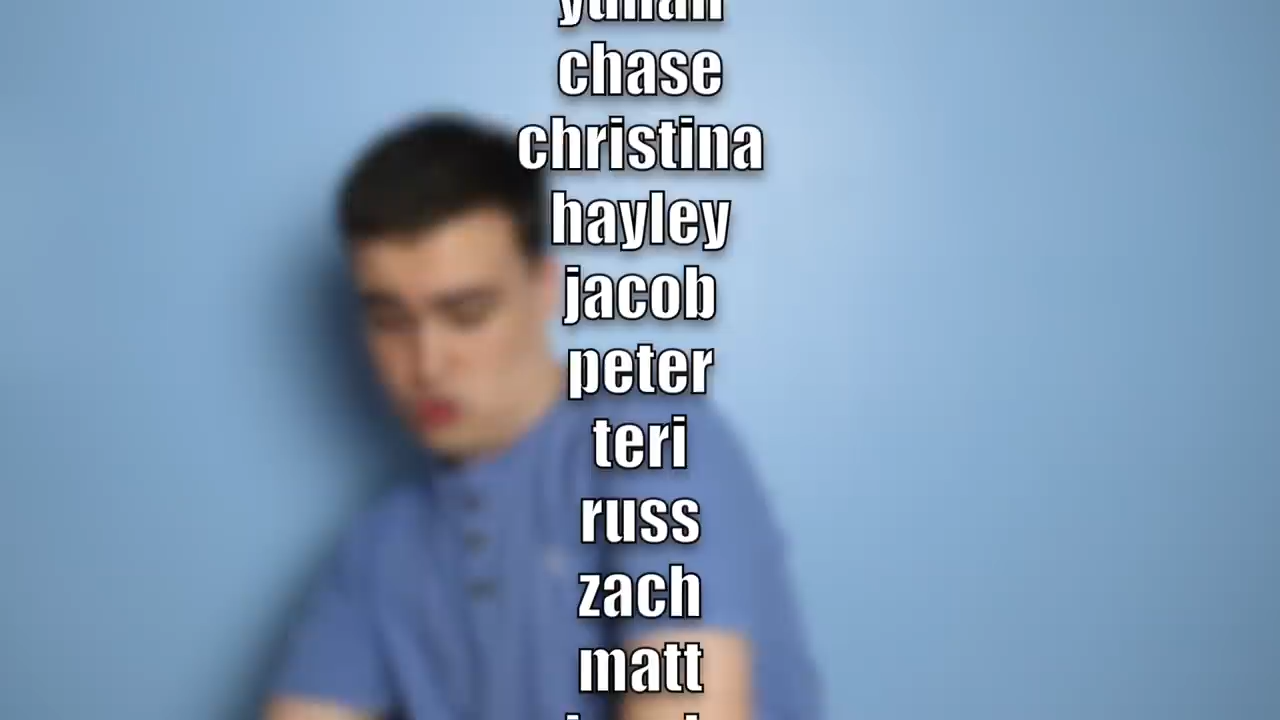 chase
christina
hayley
jacob
peter
teri
russ
zach
matt